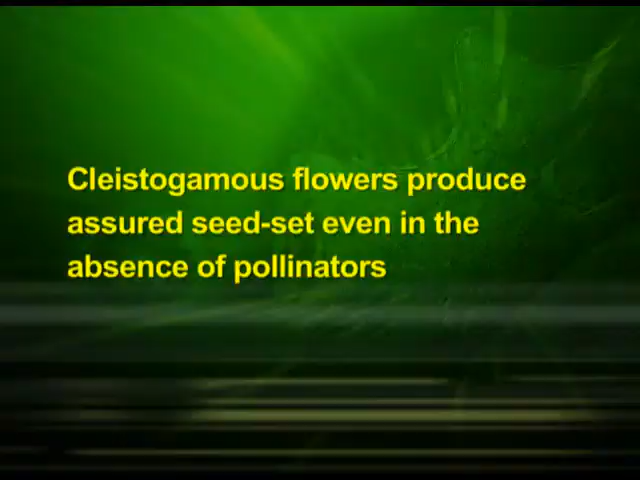 Cleistogamous flowers produce
assured seed-set even in the
absence of pollinators